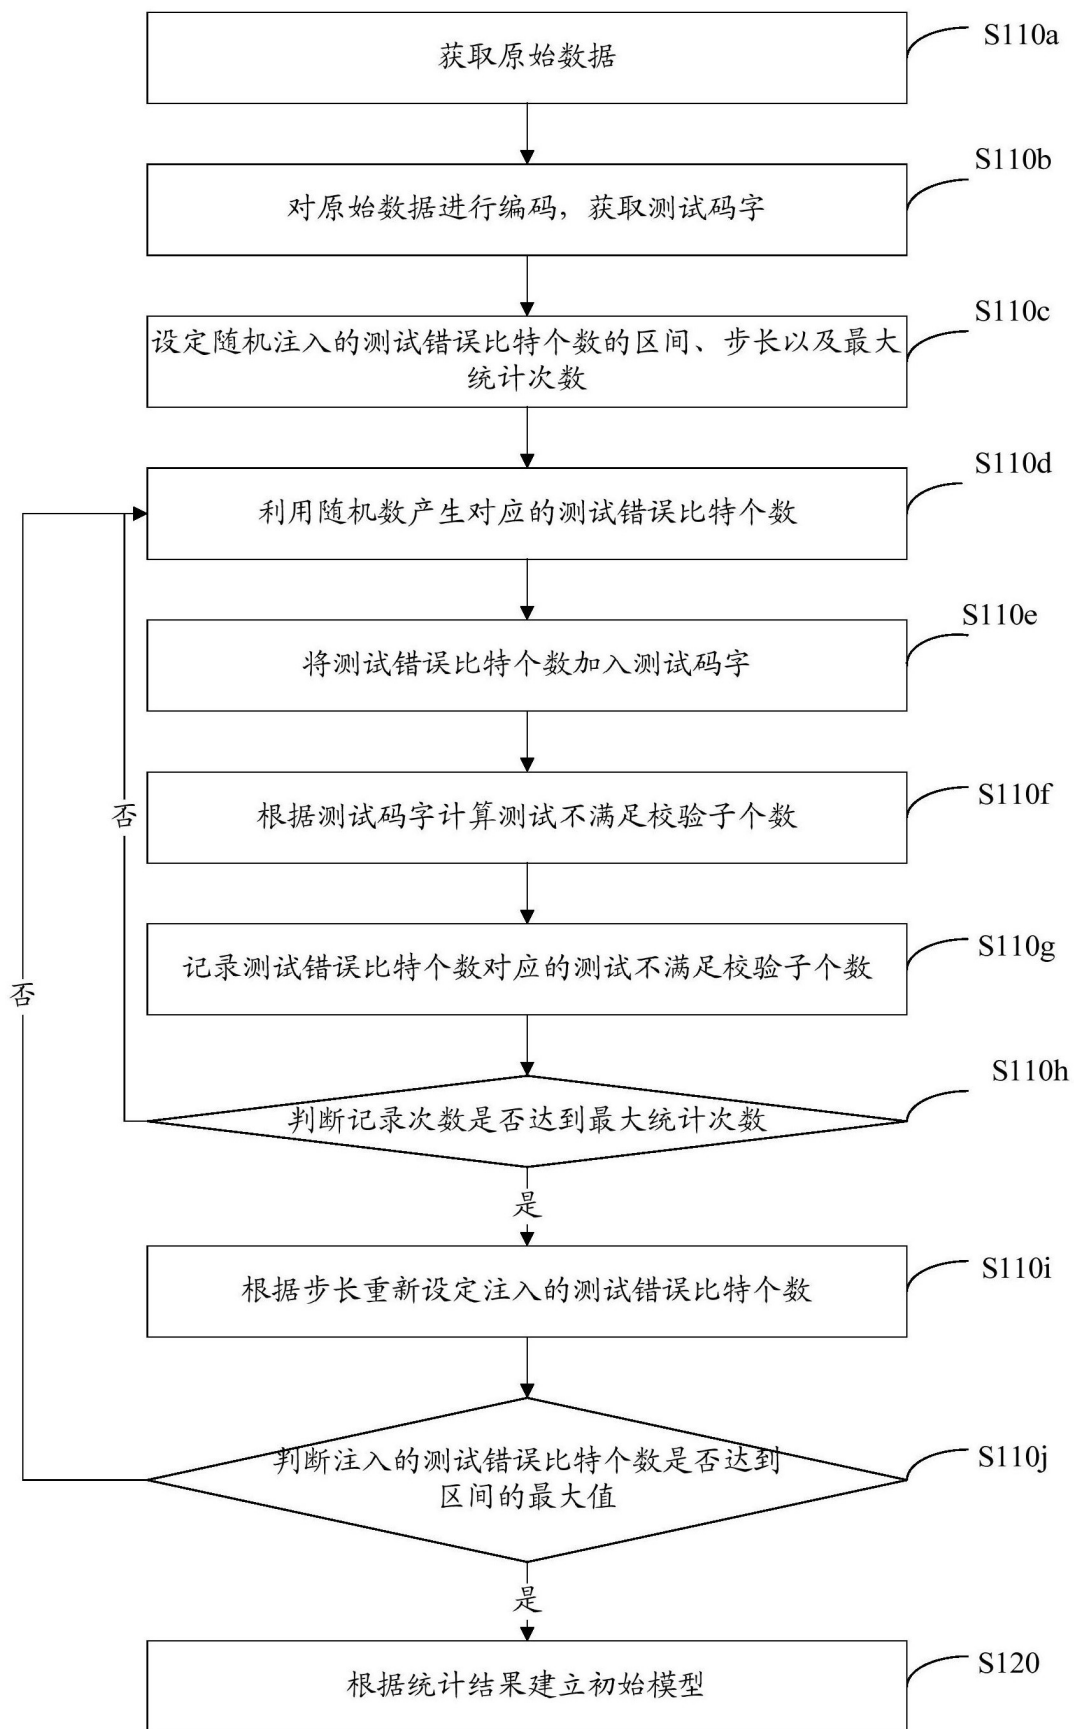 获取原始数据
S110a
对原始数据进行编码，获取测试码字
S110b
设定随机注入的测试错误比特个数的区间、步长以及最大
统计次数
S110c
利用随机数产生对应的测试错误比特个数
S110d
将测试错误比特个数加入测试码字
S110e
根据测试码字计算测试不满足校验子个数
S110f
否
记录测试错误比特个数对应的测试不满足校验子个数
S110g
否
判断记录次数是否达到最大统计次数
S110h
是
根据步长重新设定注入的测试错误比特个数
S110i
判断注入的测试错误比特个数是否达到
区间的最大值
S110j
是
根据统计结果建立初始模型
S120